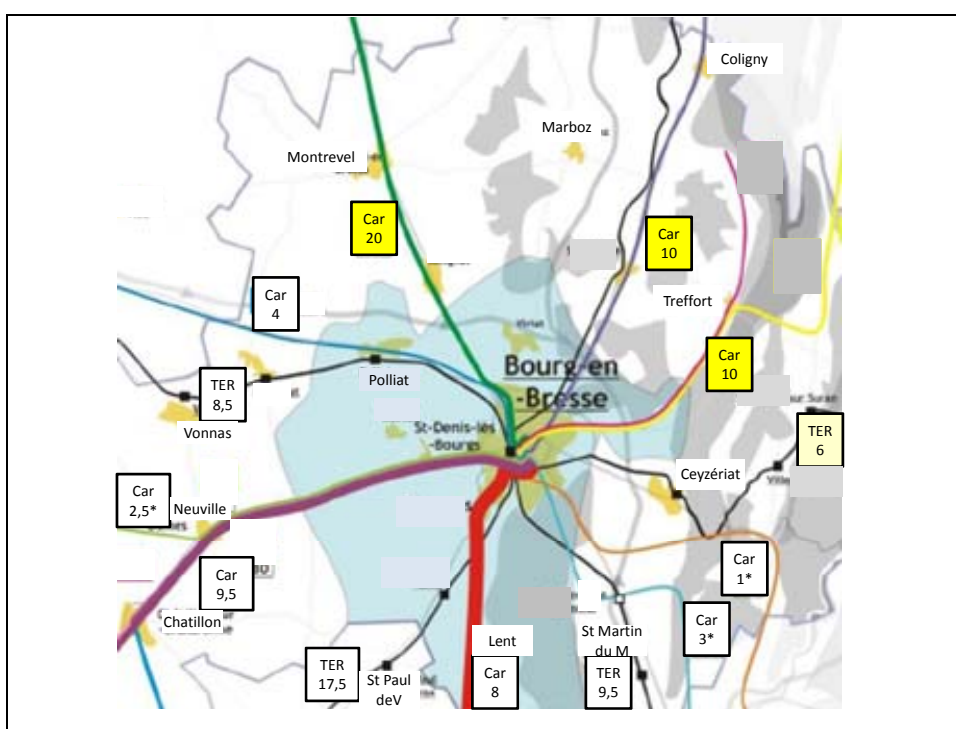 Coligny
Marboz
Montrevel
Car
20
Car
10
Treffort
Car
4
Car
10
Bourg-en
-Bresse
Polliat
TER
8,5
Vonnas
St-Denis-lès
-Bourgs
TER
6
Ceyzériat
Car
2,5*
Neuville
Car
1*
Car
9,5
Chatillon
Car
3*
St Martin
du M
Lent
TER
17,5
St Paul
deV
Car
8
TER
9,5